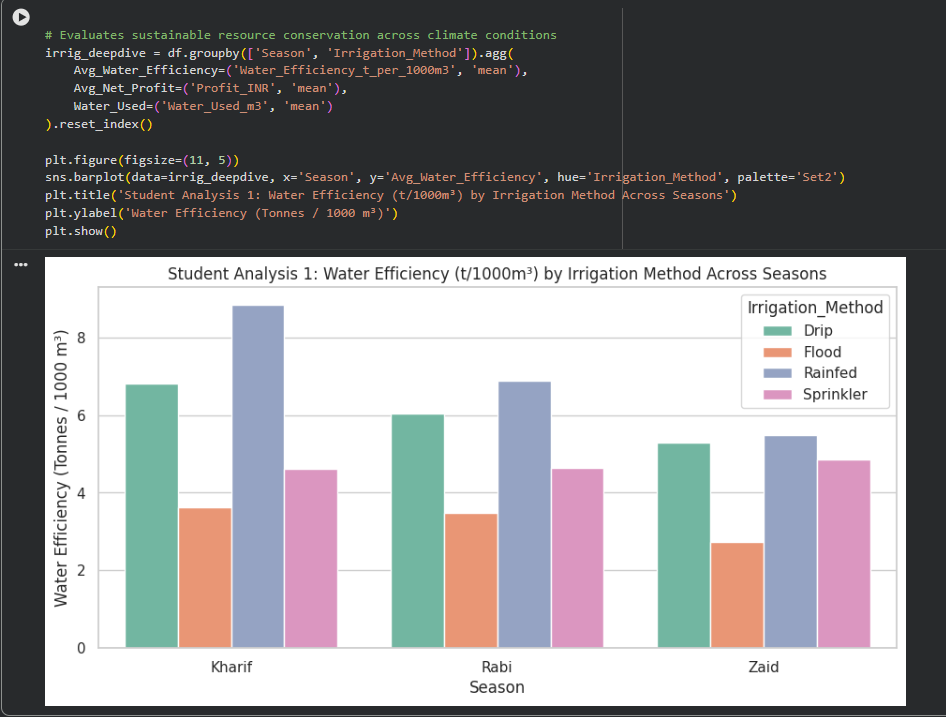 # Evaluates sustainable resource conservation across climate conditions
irrig_deepdive = df.groupby(['Season', 'Irrigation_Method']).agg(
    Avg_Water_Efficiency=('Water_Efficiency_t_per_1000m3', 'mean'),
    Avg_Net_Profit=('Profit_INR', 'mean'),
    Water_Used=('Water_Used_m3', 'mean')
).reset_index()

plt.figure(figsize=(11, 5))
sns.barplot(data=irrig_deepdive, x='Season', y='Avg_Water_Efficiency', hue='Irrigation_Method', palette='Set2')
plt.title('Student Analysis 1: Water Efficiency (t/1000m³) by Irrigation Method Across Seasons')
plt.ylabel('Water Efficiency (Tonnes / 1000 m³)')
plt.show()
Student Analysis 1: Water Efficiency (t/1000m³) by Irrigation Method Across Seasons
Water Efficiency (Tonnes / 1000 m³)
8
6
4
2
0
Irrigation_Method
Drip
Flood
Rainfed
Sprinkler
Kharif
Rabi
Zaid
Season